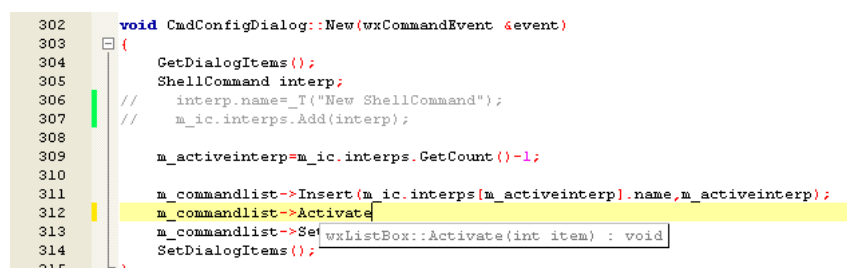 302 void CmdConfigDialog::New(wxCommandEvent &event)
303 {
304 GetDialogItems();
305 ShellCommand interp;
306 // interp.name=_T("New ShellCommand");
307 // m_ic.interps.Add(interp);
308
309 m_activeinterp=m_ic.interps.GetCount()-1;
310
311 m_commandlist->Insert(m_ic.interps[m_activeinterp].name,m_activeinterp);
312 m_commandlist->Activate
313 m_commandlist->Set
wxListBox::Activate(int item) : void
314 SetDialogItems();